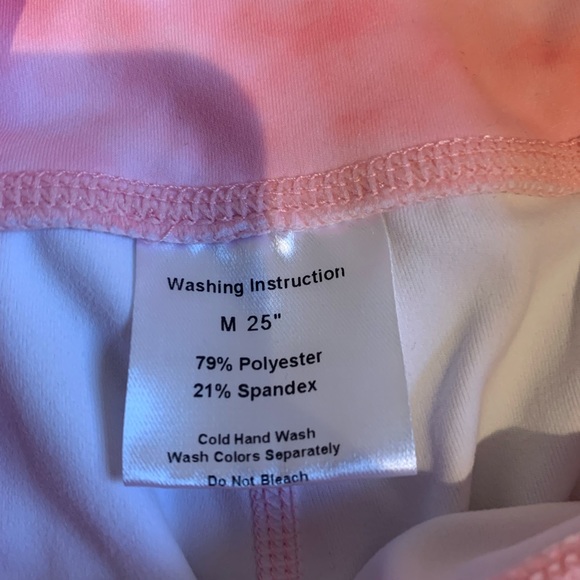 Washing Instruction
M 25"
79% Polyester
21% Spandex
Cold Hand Wash
Wash Colors Separately
Do Not Bleach